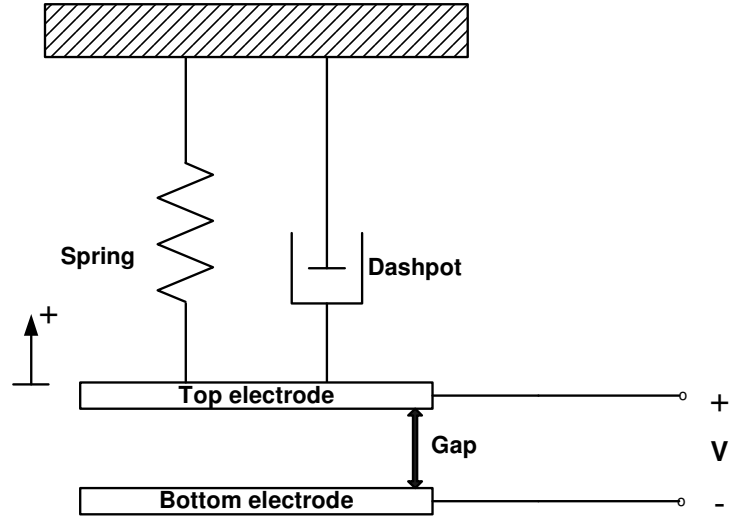 Spring
Dashpot
+
Top electrode
+
Gap
V
Bottom electrode
-